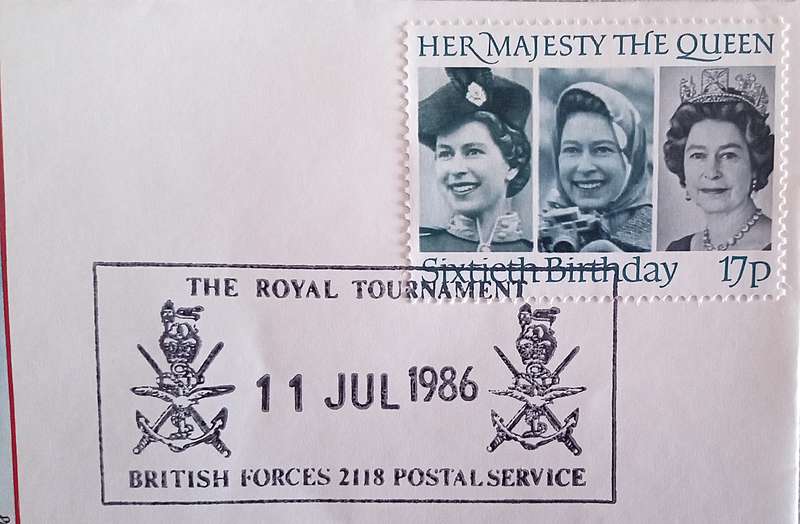 HER MAJESTY THE QUEEN
Sixtieth Birthday 17p
THE ROYAL TOURNAMENT
11 JUL 1986
BRITISH FORCES 2118 POSTAL SERVICE